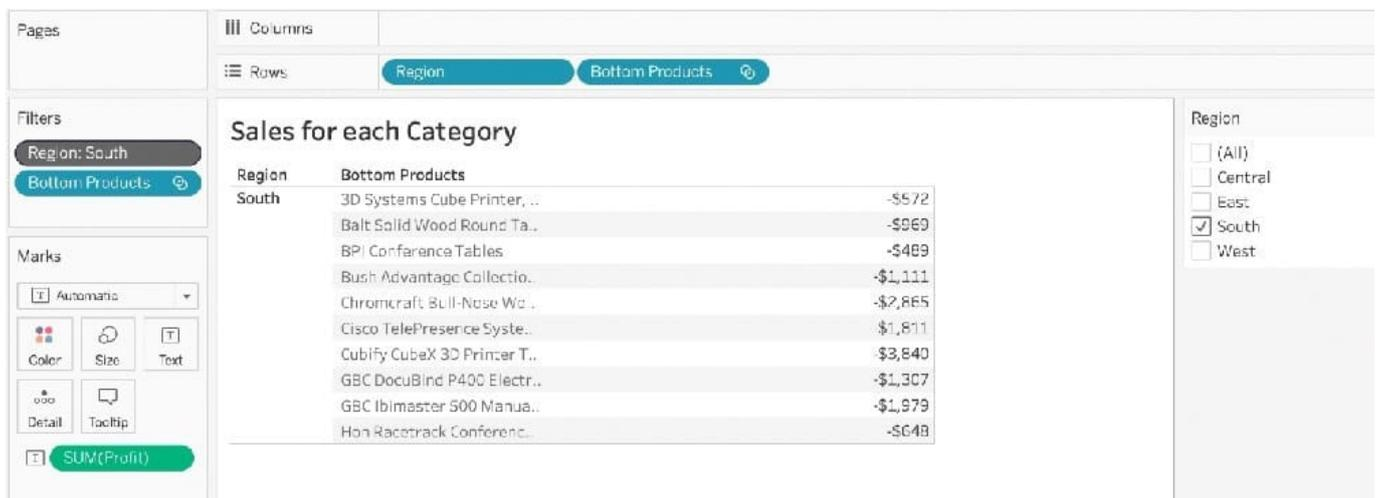 Pages
Columns
Rows
Region
Bottom Products
Filters
Region: South
Bottom Products
Marks
Automatic
Color
Size
Text
Detail
Tooltip
SUM(Profit)
Sales for each Category
Region Bottom Products
South 3D Systems Cube Printer, .. -$572
Balt Solid Wood Round Ta.. -$969
BPI Conference Tables -$489
Bush Advantage Collectio.. -$1,111
Chromcraft Bull-Nose Wo.. -$2,865
Cisco TelePresence Syste.. $1,811
Cubify CubeX 3D Printer T.. -$3,840
GBC DocuBind P400 Electr.. -$1,307
GBC Ibimaster 500 Manua.. -$1,979
Hon Racetrack Conferenc.. -$648
Region
(All)
Central
East
South
West